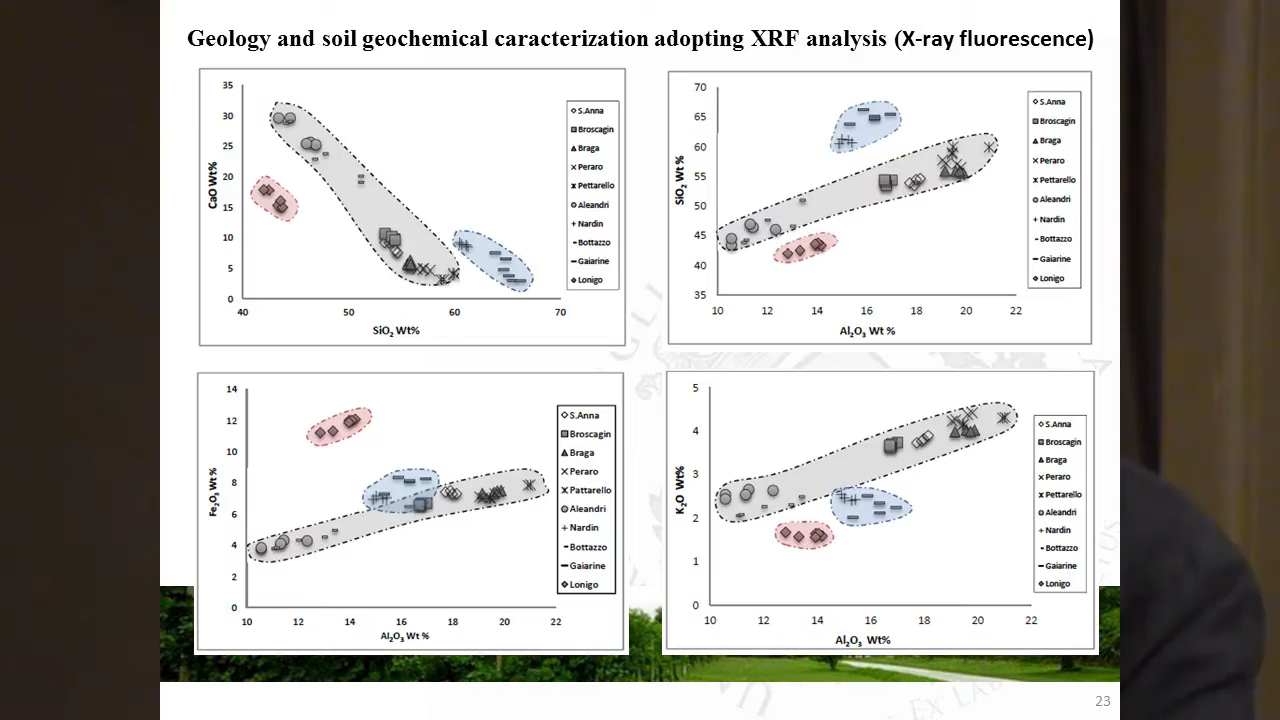 Geology and soil geochemical caracterization adopting XRF analysis (X-ray fluorescence)
35
30
25
20
15
10
5
0
CaO Wt%
40
50
60
70
SiO₂ Wt%
S.Anna
Broscagin
Braga
Peraro
Pettarello
Aleandri
Nardin
Bottazzo
Gaiarine
Lonigo
70
65
60
55
50
45
40
35
SiO₂ Wt %
10
12
14
16
18
20
22
Al₂O₃ Wt %
S.Anna
Broscagin
Braga
Peraro
Pettarello
Aleandri
Nardin
Bottazzo
Gaiarine
Lonigo
14
12
10
8
6
4
2
0
Fe₂O₃ Wt %
10
12
14
16
18
20
22
Al₂O₃ Wt %
S.Anna
Broscagin
Braga
Peraro
Pattarello
Aleandri
Nardin
Bottazzo
Gaiarine
Lonigo
5
4
3
2
1
0
K₂O Wt%
10
12
14
16
18
20
22
Al₂O₃ Wt%
S.Anna
Broscagin
Braga
Peraro
Pettarello
Aleandri
Nardin
Bottazzo
Gaiarine
Lonigo
EX LAB
23